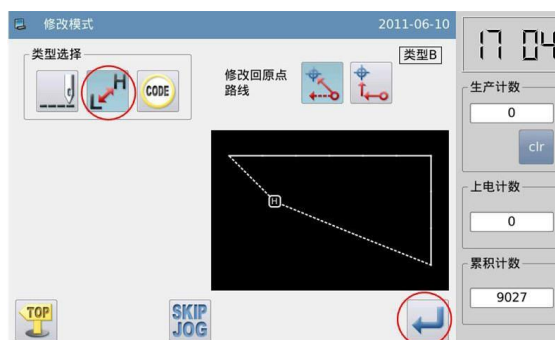 修改模式
2011-06-10
类型选择
类型B
修改回原点
路线
L H
CODE
H
17 04
生产计数
0
clr
上电计数
0
累积计数
9027
TOP
SKIP
JOG